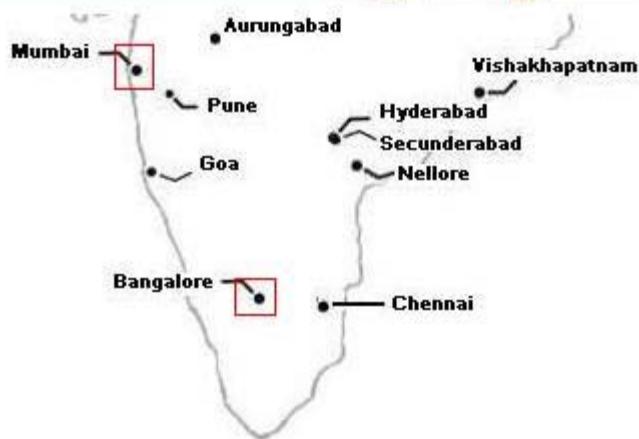 Aurungabad
Mumbai
Vishakhapatnam
Pune
Hyderabad
Secunderabad
Goa
Nellore
Bangalore
Chennai